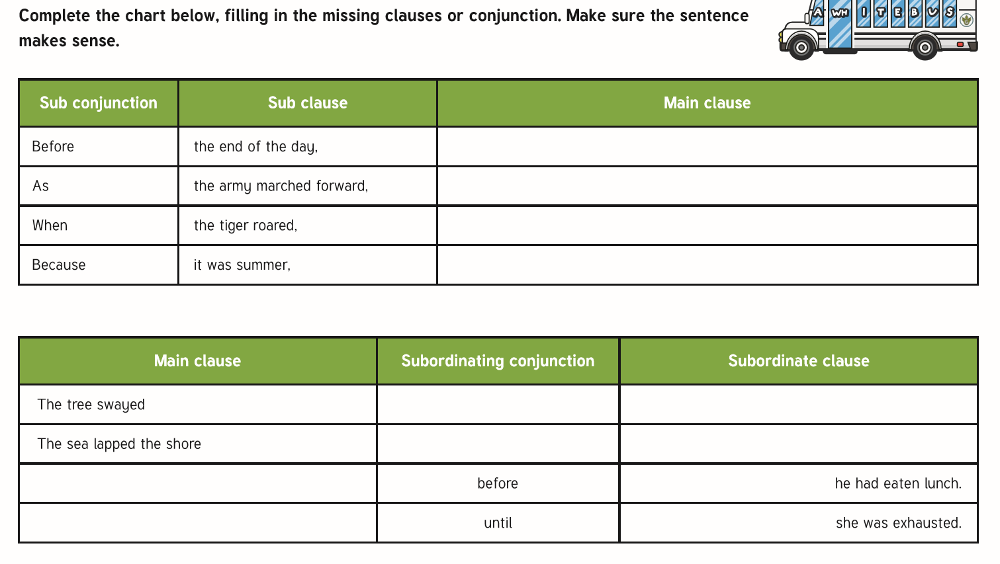 Complete the chart below, filling in the missing clauses or conjunction. Make sure the sentence
makes sense.
A WH I T E B U S
Sub conjunction Sub clause Main clause
Before the end of the day,
As the army marched forward,
When the tiger roared,
Because it was summer,
Main clause Subordinating conjunction Subordinate clause
The tree swayed
The sea lapped the shore
before he had eaten lunch.
until she was exhausted.